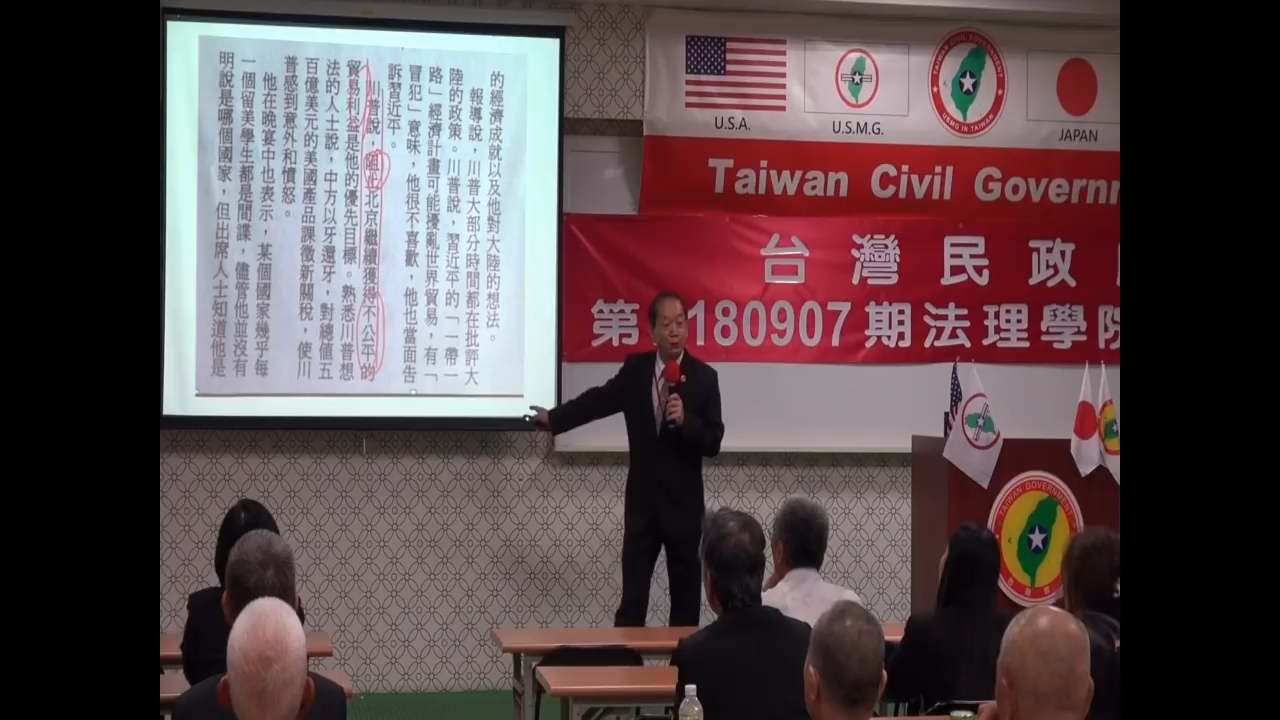 的經濟成就以及他對大陸的想法。
報導說，川普大部分時間都在批評大
陸的政策。川普說，習近平的「一帶一
路」經濟計畫可能擾亂世界貿易，有「
冒犯」意味，他很不喜歡，他也當面告
訴習近平。
川普說，阻止北京繼續獲得不公平的
貿易利益是他的優先目標。熟悉川普想
法的人士說，中方以牙還牙，對總值五
百億美元的美國產品課徵新關稅，使川
普感到意外和憤怒。
他在晚宴中也表示，某個國家幾乎每
一個留美學生都是間諜，儘管他並沒有
明說是哪個國家，但出席人士知道他是
U.S.A.
U.S.M.G.
TAIWAN CIVIL GOVERNMENT
USMG IN TAIWAN
JAPAN
Taiwan Civil Governm
台灣民政
第180907期法理學院
TAIWAN GOVERNMENT